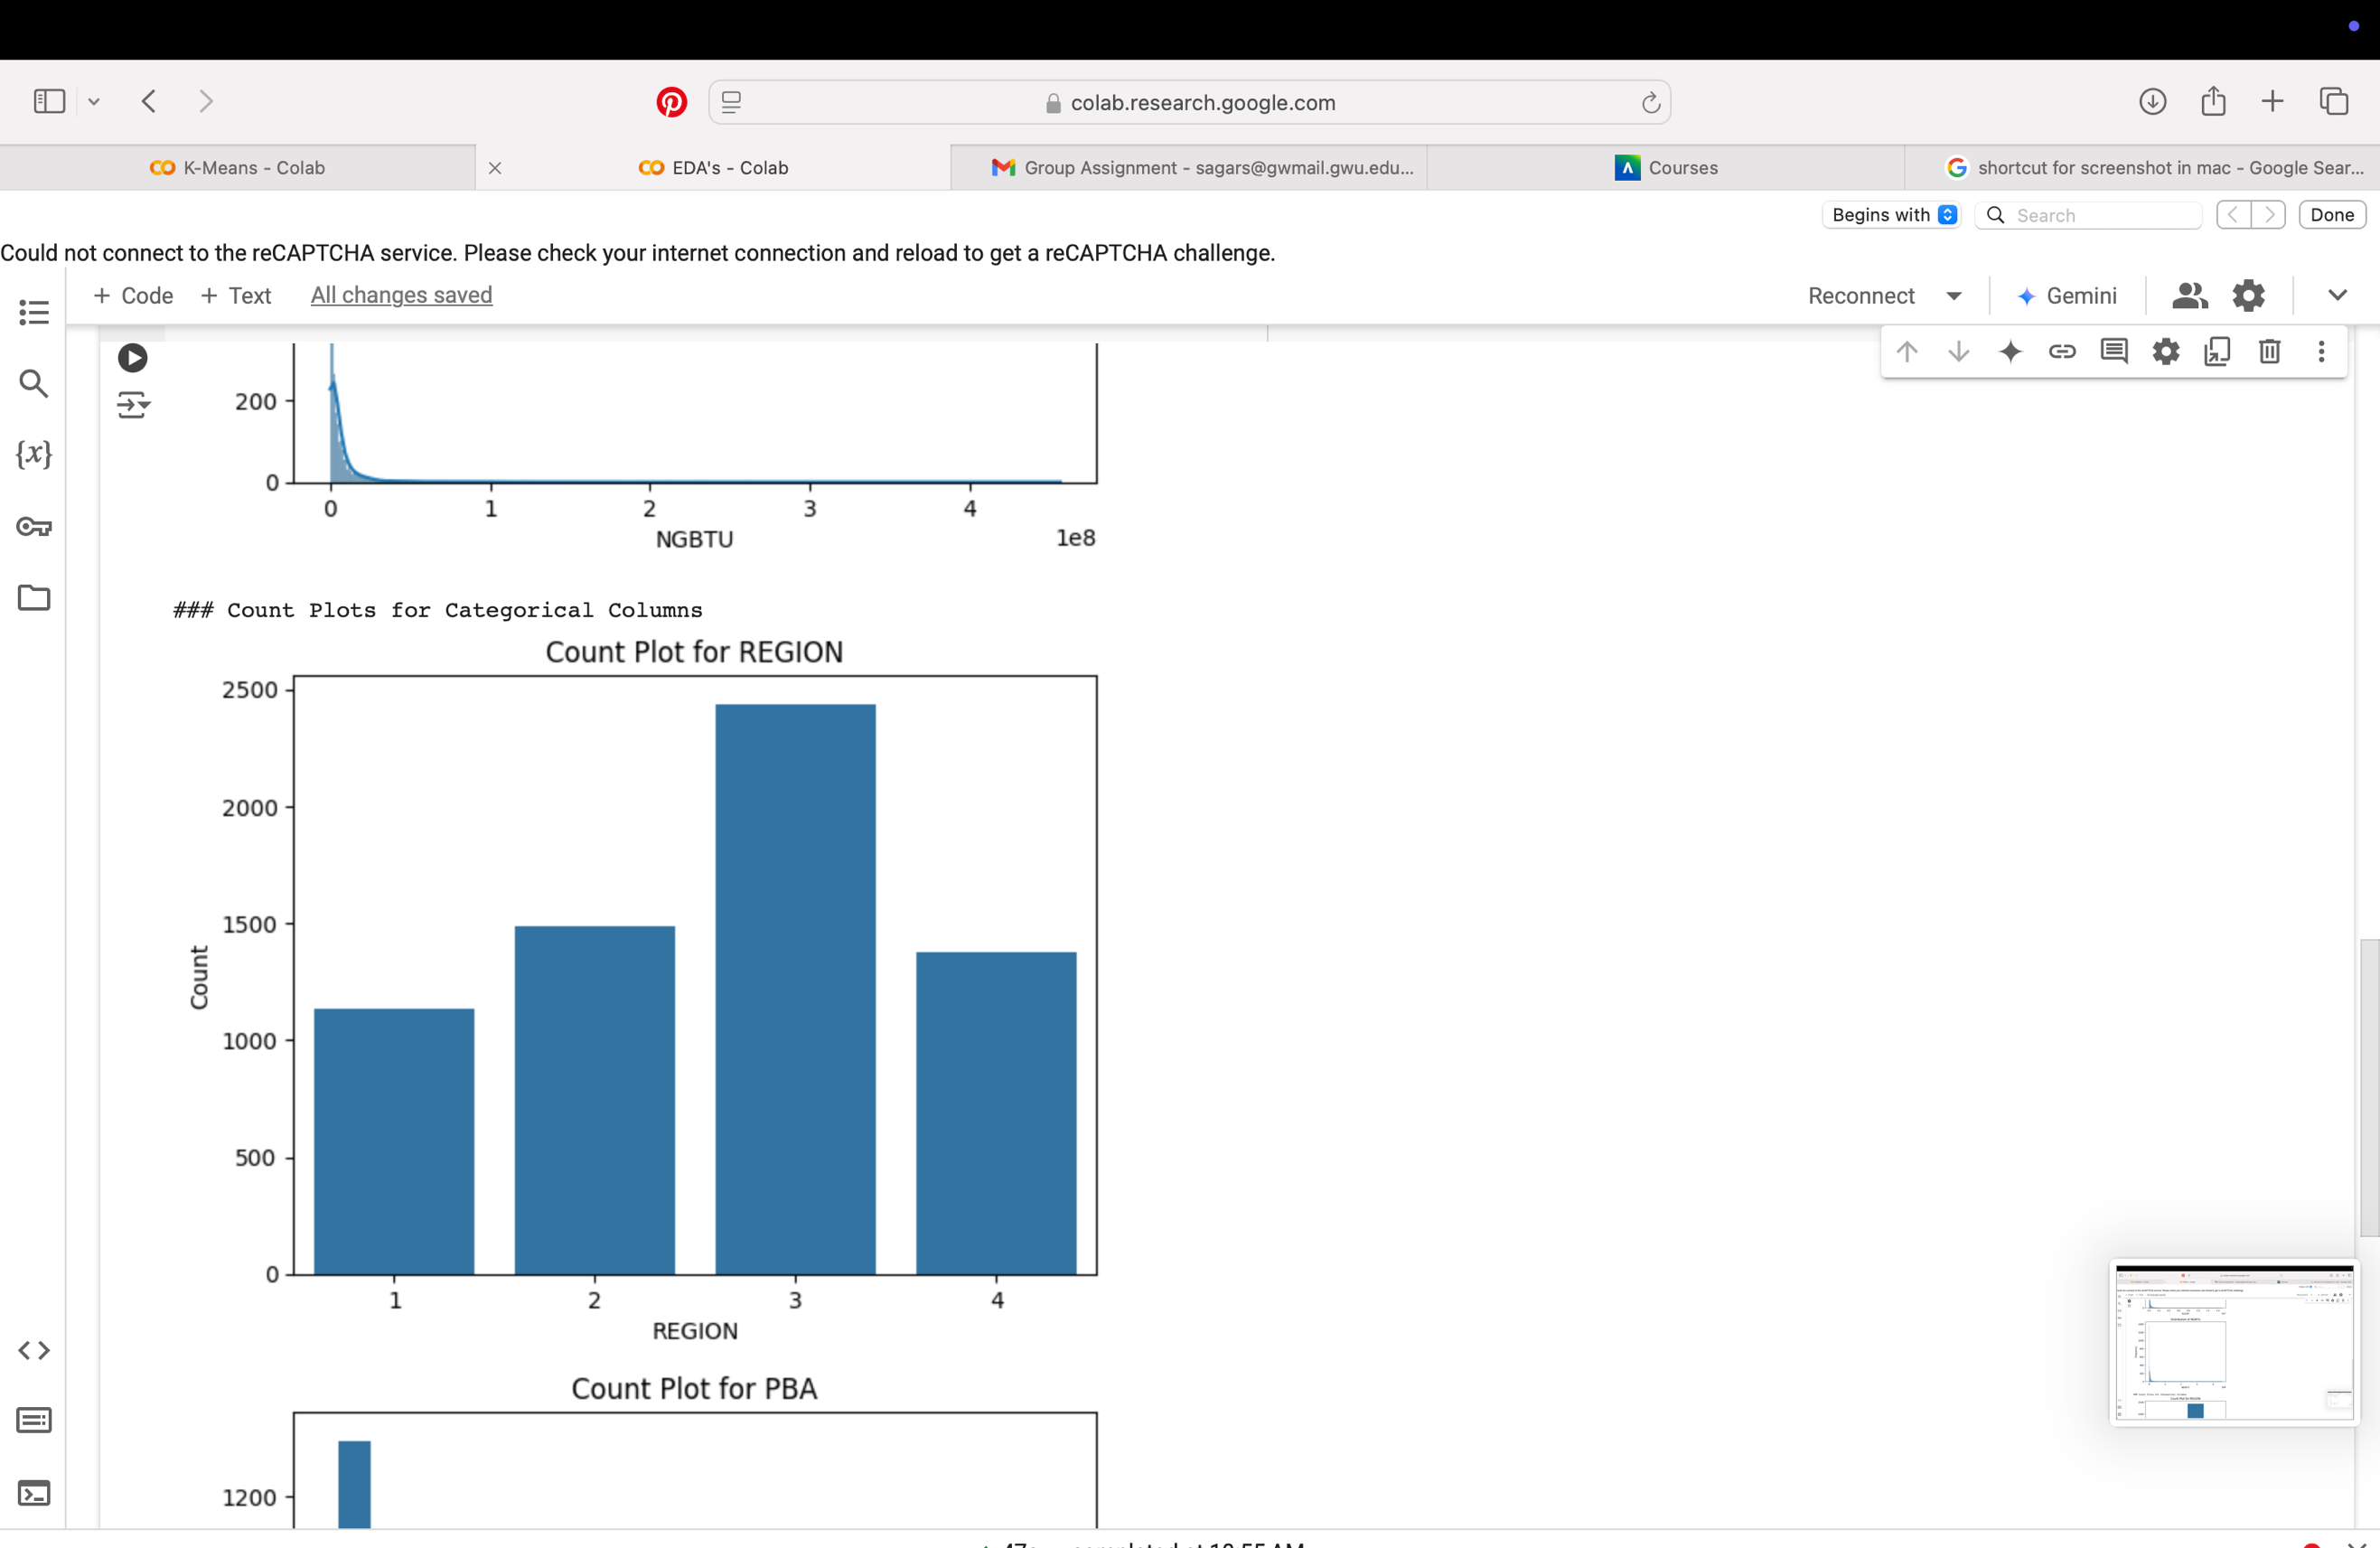 colab.research.google.com
K-Means - Colab
EDA's - Colab
Group Assignment - sagars@gwmail.gwu.edu...
Courses
shortcut for screenshot in mac - Google Sear...
Begins with
Search
Done
Could not connect to the reCAPTCHA service. Please check your internet connection and reload to get a reCAPTCHA challenge.
+ Code + Text All changes saved
Reconnect
Gemini
{x}
200
0
0 1 2 3 4
NGBTU
1e8
### Count Plots for Categorical Columns
Count Plot for REGION
2500
2000
1500
1000
500
0
Count
1 2 3 4
REGION
Count Plot for PBA
1200